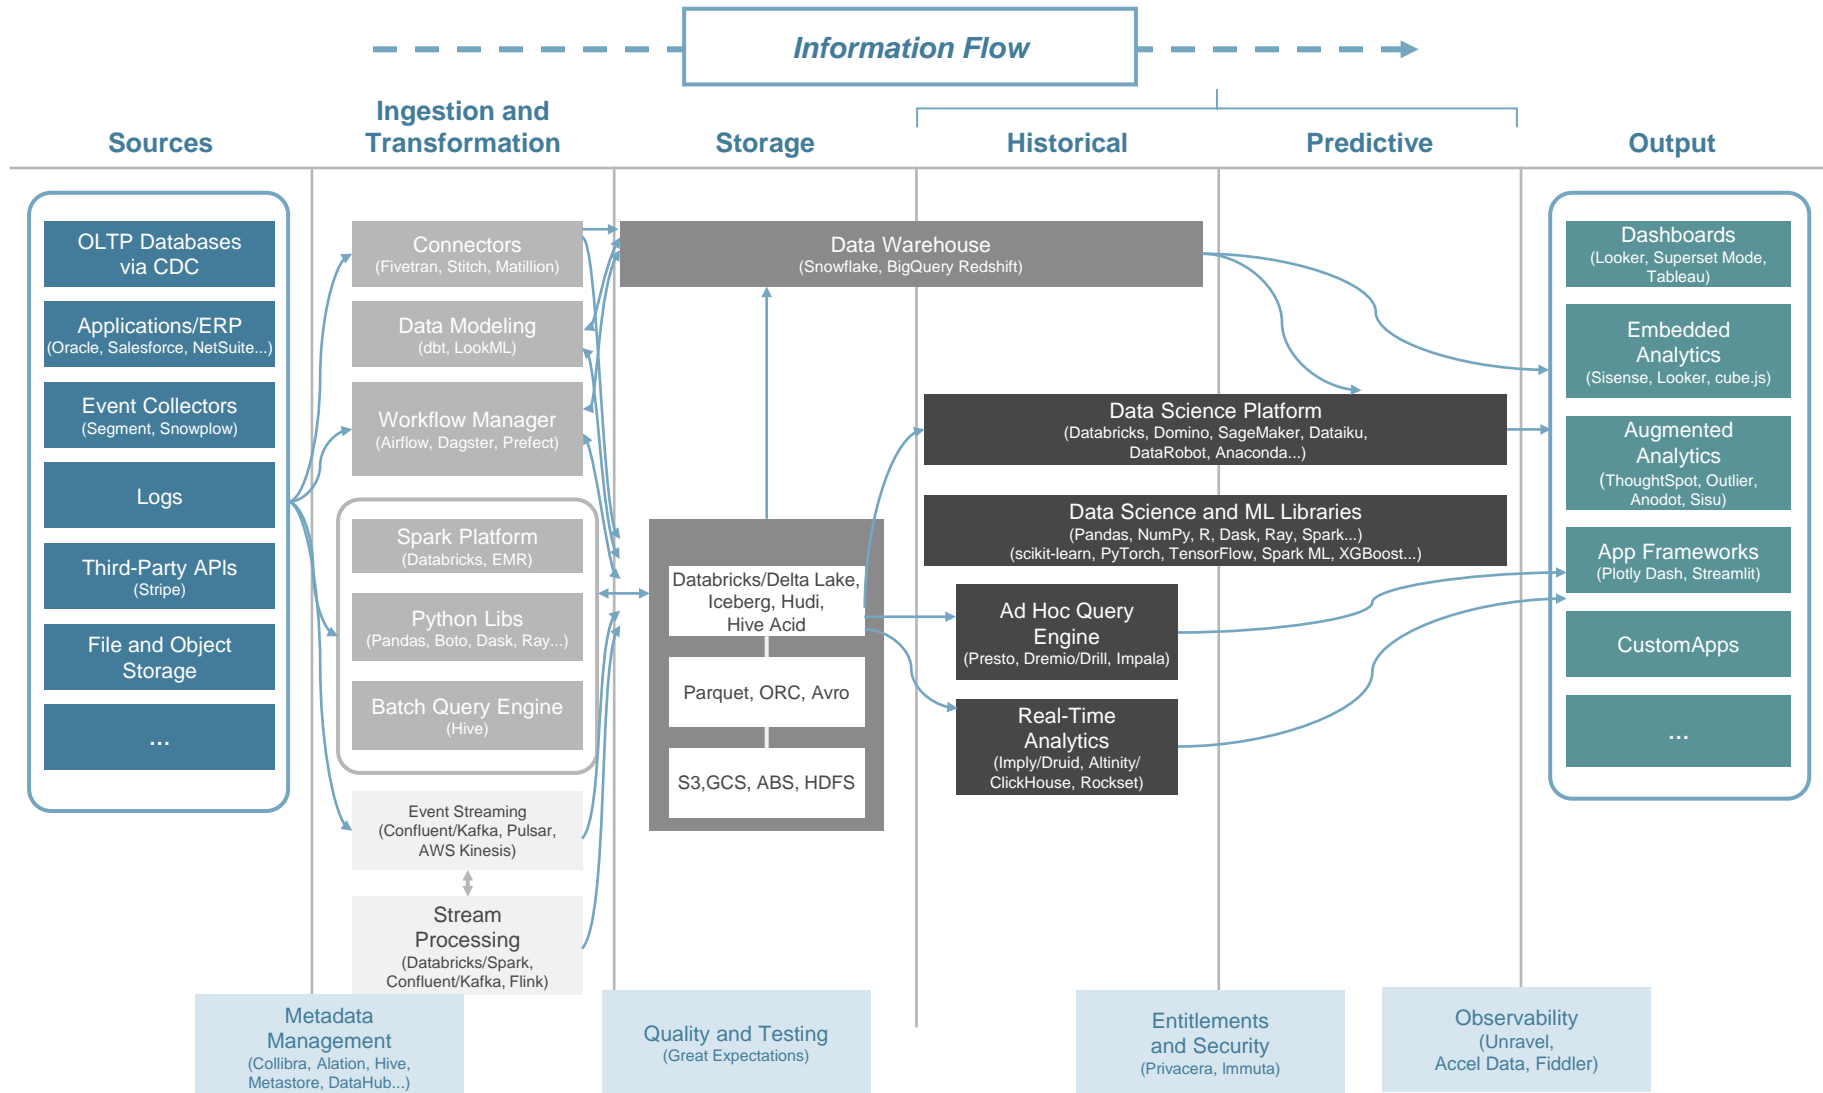 Information Flow
Sources
Ingestion and
Transformation
Storage
Historical
Predictive
Output
OLTP Databases
via CDC
Applications/ERP
(Oracle, Salesforce, NetSuite...)
Event Collectors
(Segment, Snowplow)
Logs
Third-Party APIs
(Stripe)
File and Object
Storage
...
Connectors
(Fivetran, Stitch, Matillion)
Data Modeling
(dbt, LookML)
Workflow Manager
(Airflow, Dagster, Prefect)
Spark Platform
(Databricks, EMR)
Python Libs
(Pandas, Boto, Dask, Ray...)
Batch Query Engine
(Hive)
Event Streaming
(Confluent/Kafka, Pulsar,
AWS Kinesis)
Stream
Processing
(Databricks/Spark,
Confluent/Kafka, Flink)
Data Warehouse
(Snowflake, BigQuery Redshift)
Databricks/Delta Lake,
Iceberg, Hudi,
Hive Acid
Parquet, ORC, Avro
S3,GCS, ABS, HDFS
Data Science Platform
(Databricks, Domino, SageMaker, Dataiku,
DataRobot, Anaconda...)
Data Science and ML Libraries
(Pandas, NumPy, R, Dask, Ray, Spark...)
(scikit-learn, PyTorch, TensorFlow, Spark ML, XGBoost...)
Ad Hoc Query
Engine
(Presto, Dremio/Drill, Impala)
Real-Time
Analytics
(Imply/Druid, Altinity/
ClickHouse, Rockset)
Dashboards
(Looker, Superset Mode,
Tableau)
Embedded
Analytics
(Sisense, Looker, cube.js)
Augmented
Analytics
(ThoughtSpot, Outlier,
Anodot, Sisu)
App Frameworks
(Plotly Dash, Streamlit)
CustomApps
...
Metadata
Management
(Collibra, Alation, Hive,
Metastore, DataHub...)
Quality and Testing
(Great Expectations)
Entitlements
and Security
(Privacera, Immuta)
Observability
(Unravel,
Accel Data, Fiddler)